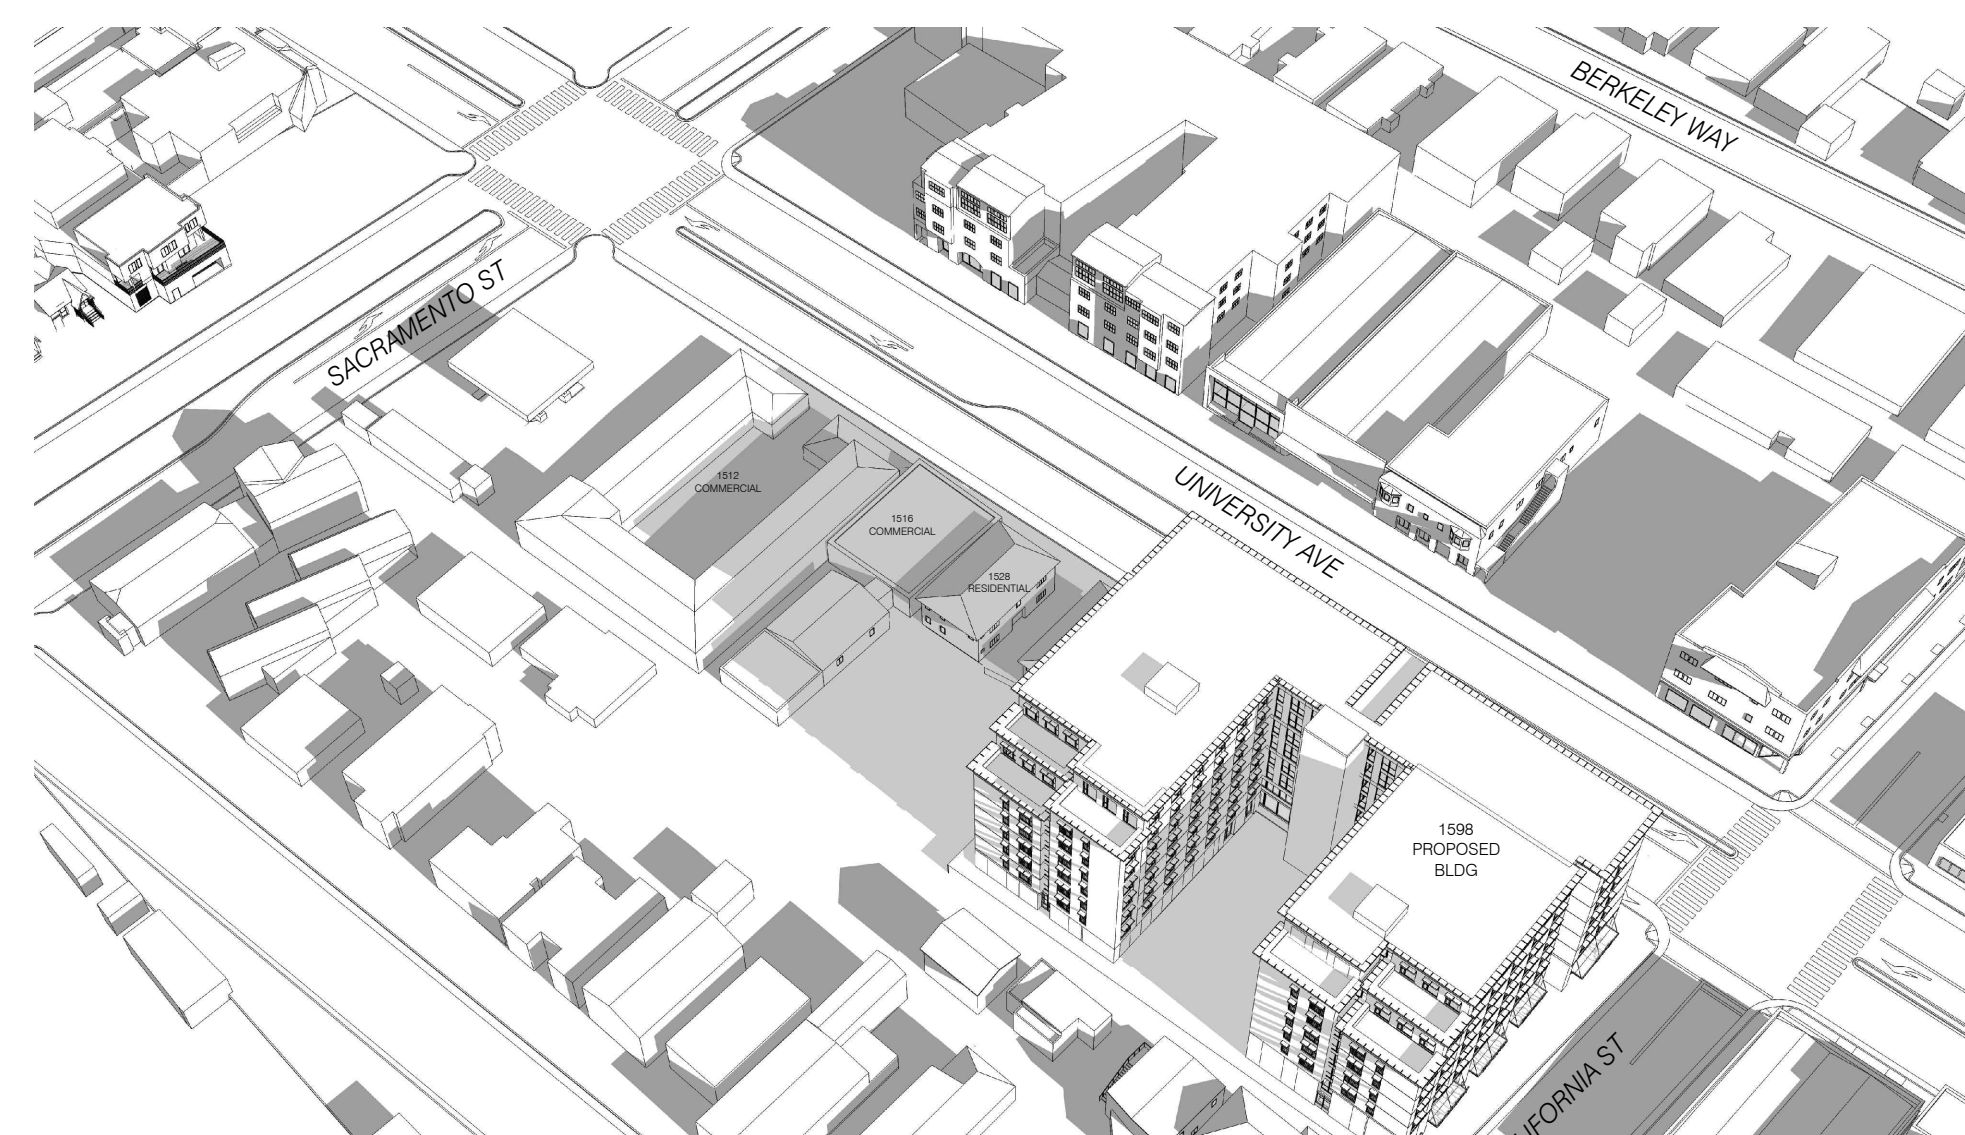 BERKELEY WAY
SACRAMENTO ST
1512
COMMERCIAL
UNIVERSITY AVE
1516
COMMERCIAL
1528
RESIDENTIAL
1598
PROPOSED
BLDG
IFORNIA ST